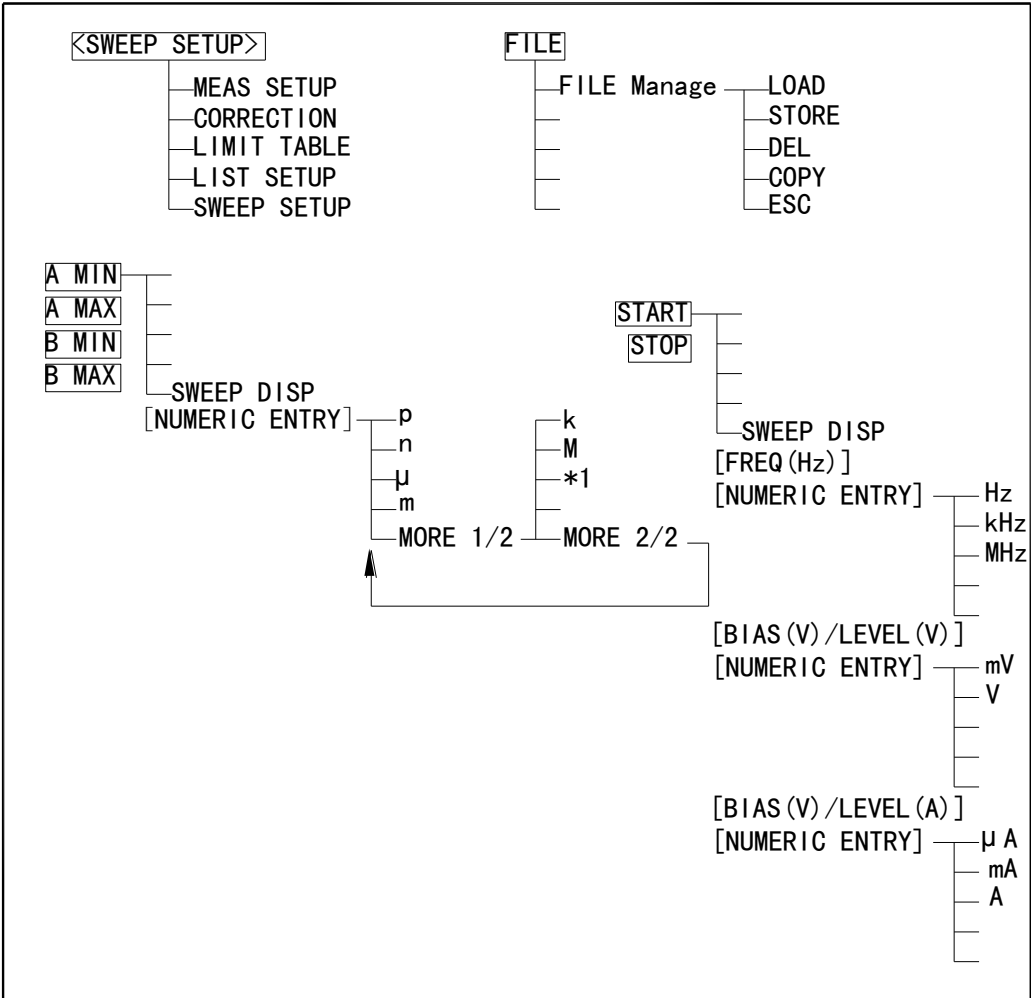 <SWEEP SETUP>
MEAS SETUP
CORRECTION
LIMIT TABLE
LIST SETUP
SWEEP SETUP
FILE
FILE Manage
LOAD
STORE
DEL
COPY
ESC
A MIN
A MAX
B MIN
B MAX
SWEEP DISP
[NUMERIC ENTRY]
p
n
μ
m
MORE 1/2
k
M
*1
MORE 2/2
START
STOP
SWEEP DISP
[FREQ(Hz)]
[NUMERIC ENTRY]
Hz
kHz
MHz
[BIAS(V)/LEVEL(V)]
[NUMERIC ENTRY]
mV
V
[BIAS(V)/LEVEL(A)]
[NUMERIC ENTRY]
μA
mA
A